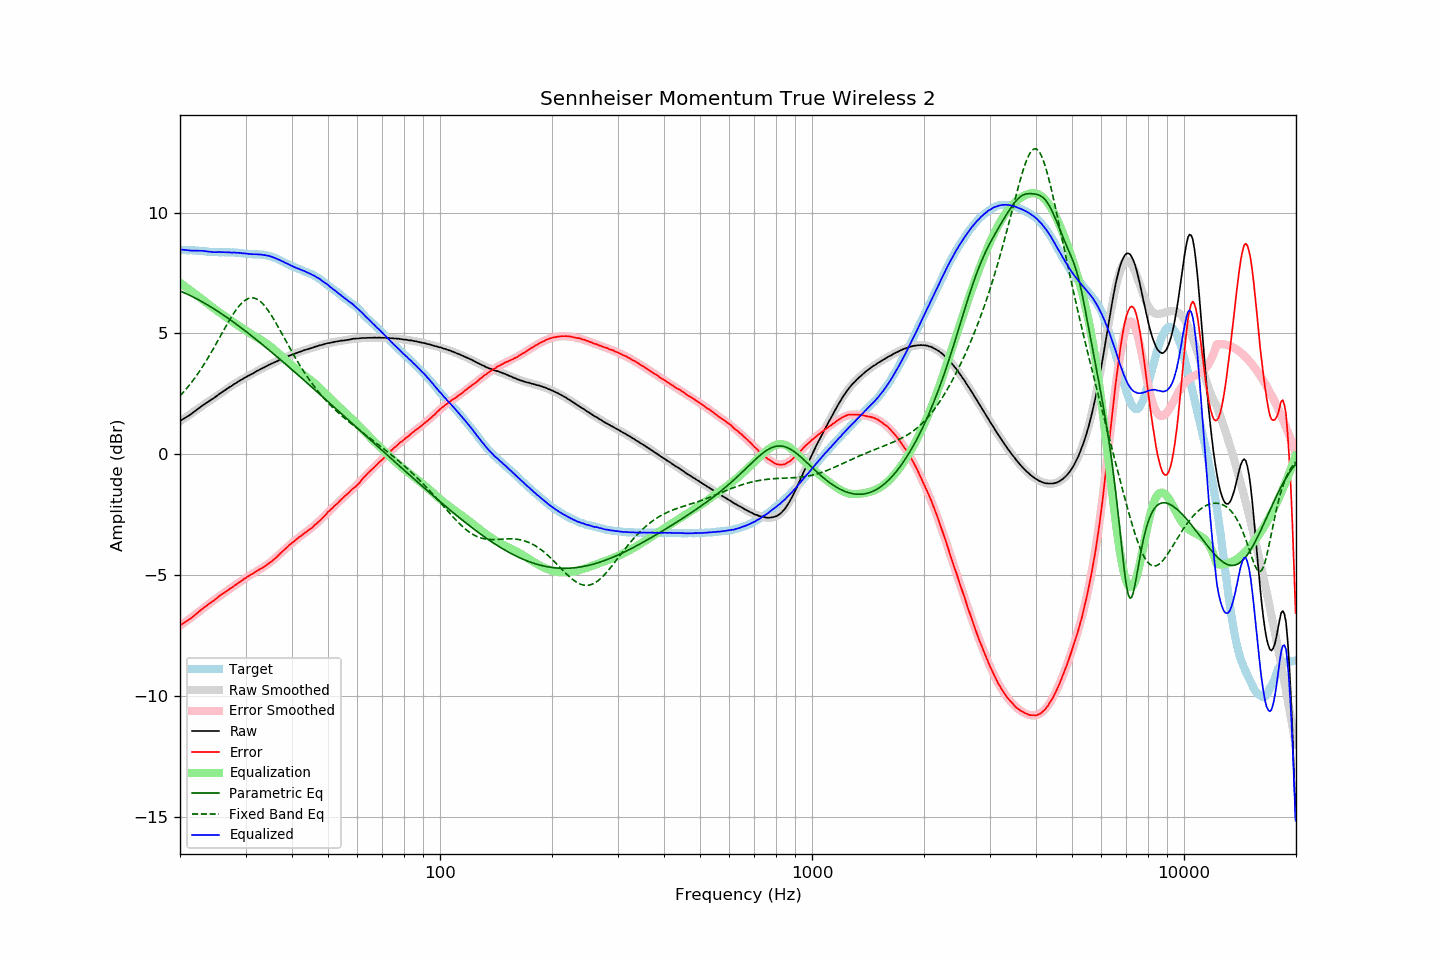 Sennheiser Momentum True Wireless 2
Amplitude (dBr)
10
5
0
−5
−10
−15
Target
Raw Smoothed
Error Smoothed
Raw
Error
Equalization
Parametric Eq
Fixed Band Eq
Equalized
100
1000
10000
Frequency (Hz)